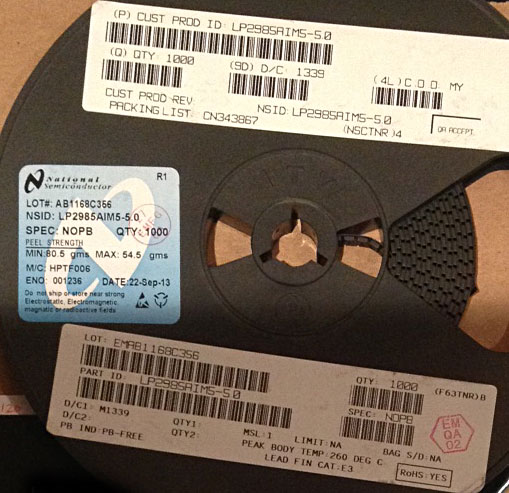 (P) CUST PROD ID: LP2985AIM5-5.0
(Q) QTY: 1000
(9D) D/C: 1339
(4L) C.O.O. MY
CUST PROD REV:
NSID: LP2985AIM5-5.0
PACKING LIST: CN343867
(NSCTNR)4
QA ACCEPT.
National
Semiconductor
R1
LOT#: AB1168C356
NSID: LP2985AIM5-5.0
SPEC: NOPB QTY: 1000
PEEL STRENGTH
MIN:80.5 gms MAX: 54.5 gms
M/C: HPTF006
ENO: 001236 DATE:22-Sep-13
Do not ship or store near strong
Electrostatic, Electromagnetic,
magnetic or radioactive fields
LOT: EMAB1168C356
PART ID
LP2985AIM5-5.0
QTY: 1000
(F63TNR)B
D/C1: M1339
QTY1:
SPEC: NOPB
D/C2:
QTY2:
MSL:1
LIMIT:NA
BAG S/D:NA
PB IND:PB-FREE
PEAK BODY TEMP:260 DEG C
LEAD FIN CAT:E3
RoHS:YES
EM
QA
02